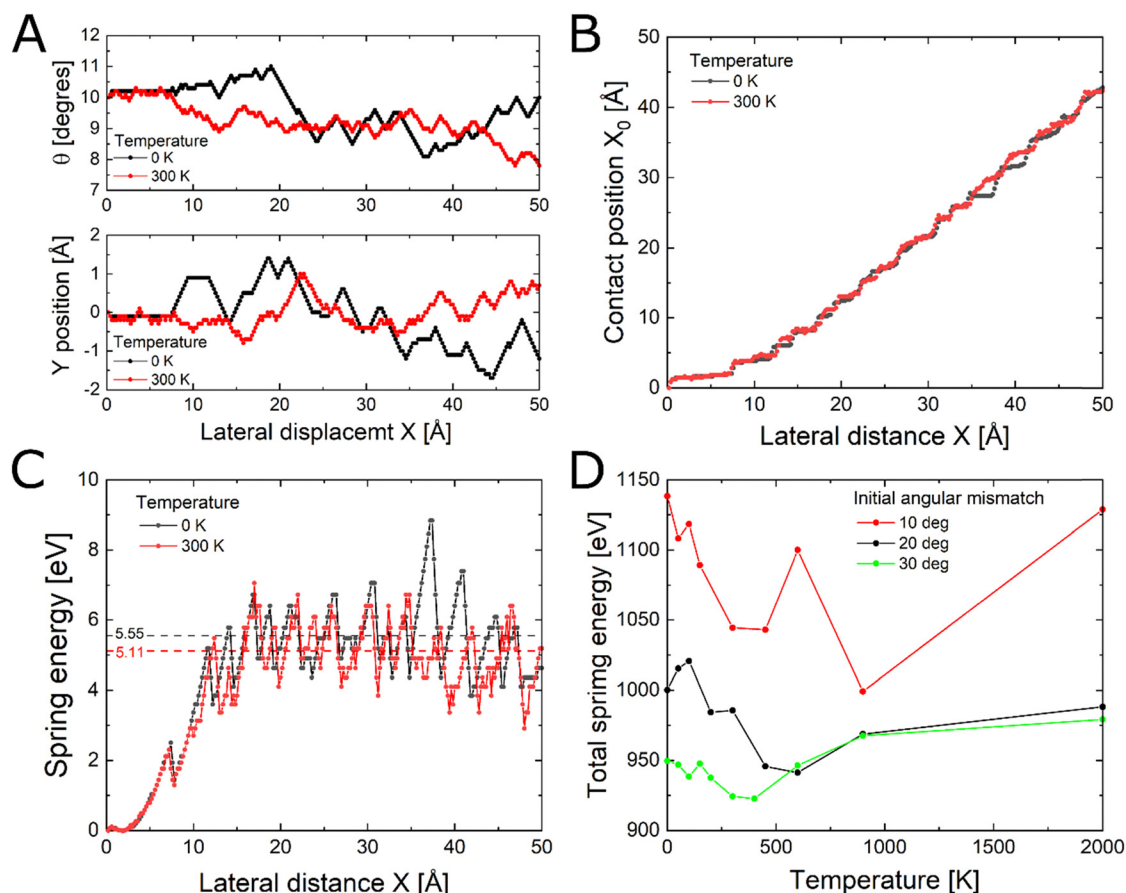 A
θ [degrees]
12
11
10
9
8
7
Temperature
0 K
300 K
0 10 20 30 40 50
Y position [Å]
2
1
0
-1
-2
Temperature
0 K
300 K
0 10 20 30 40 50
Lateral displacemt X [Å]
B
Contact position X₀ [Å]
40
30
20
10
0
Temperature
0 K
300 K
0 10 20 30 40 50
Lateral distance X [Å]
C
Spring energy [eV]
10
8
6
4
2
0
Temperature
0 K
300 K
5.55
5.11
0 10 20 30 40 50
Lateral distance X [Å]
D
Total sprimg energy [eV]
1150
1100
1050
1000
950
900
Initial angular mismatch
10 deg
20 deg
30 deg
0 500 1000 1500 2000
Temperature [K]